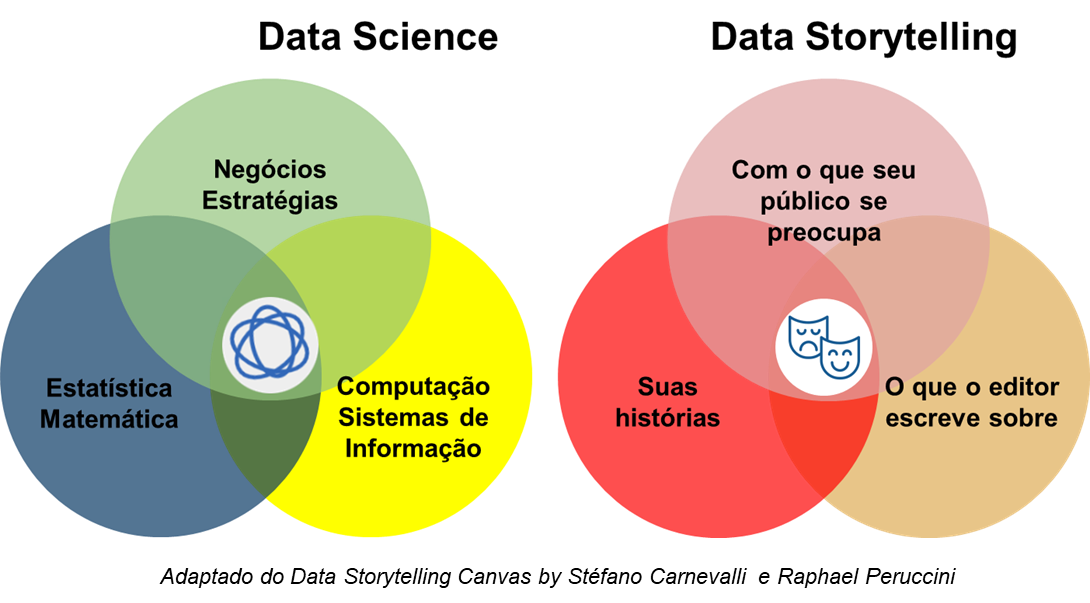 Data Science
Negócios
Estratégias
Estatística
Matemática
Computação
Sistemas de
Informação
Data Storytelling
Com o que seu
público se
preocupa
Suas
histórias
O que o editor
escreve sobre
Adaptado do Data Storytelling Canvas by Stéfano Carnevalli e Raphael Peruccini